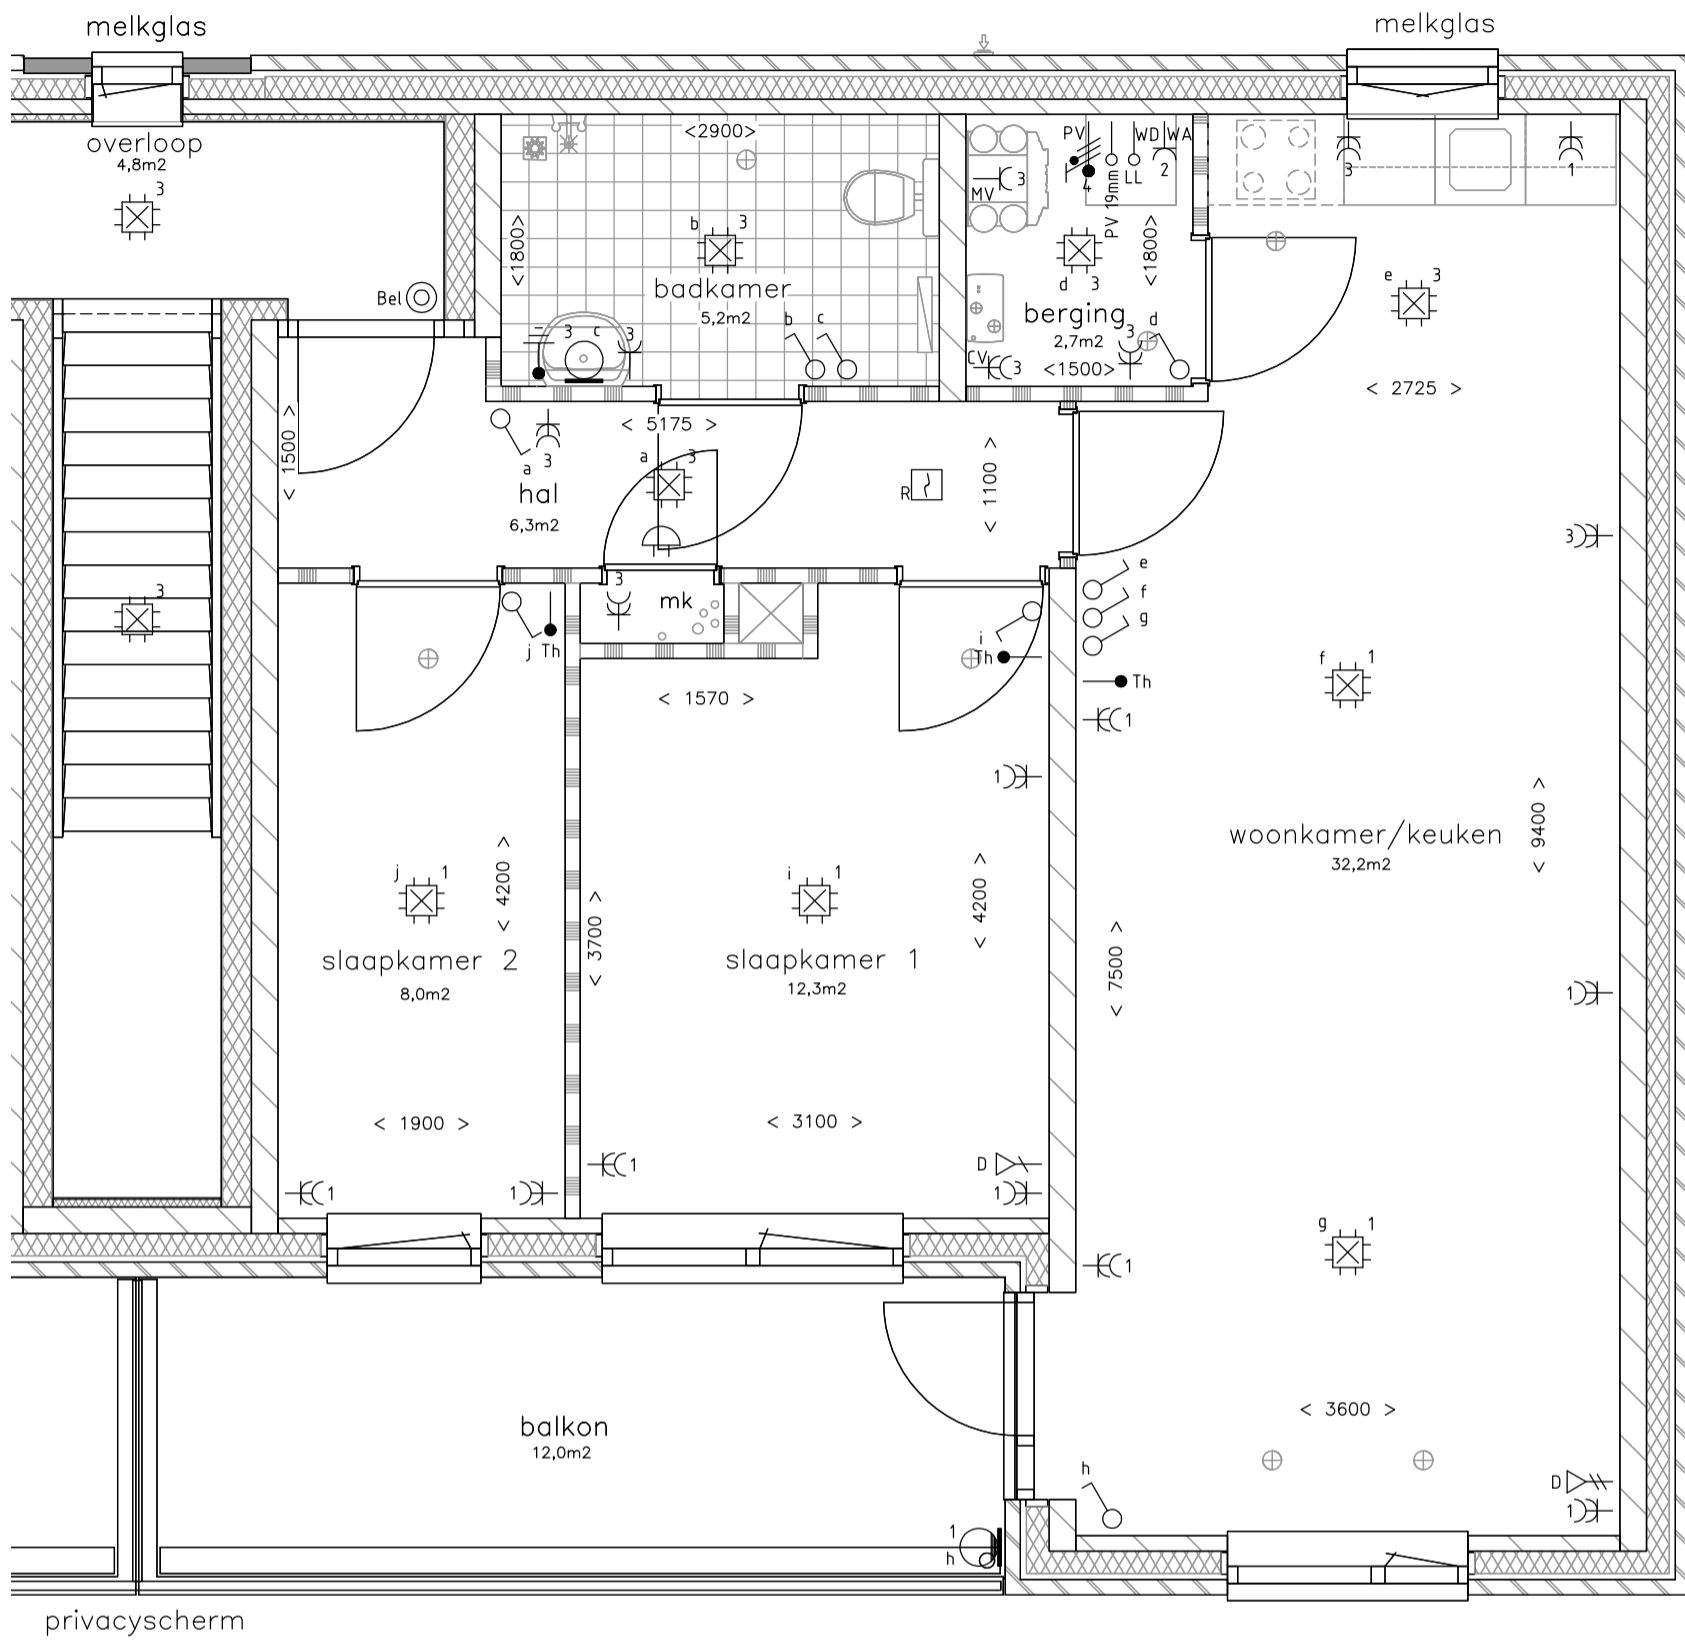 melkglas
melkglas
overloop
4,8m2
3
Bel
3
<2900>
<1800>
b 3
badkamer
5,2m2
3 c 3
b c
PV
WD WA
MV
3
4
PV 19mm
LL
2
<1800>
d 3
berging
2,7m2
CV
3
<1500>
3
d
3
1
e 3
< 2725 >
< 1500 >
a 3
hal
6,3m2
< 5175 >
a 3
R
< 1100 >
3
3
mk
e
f
g
j Th
i
Th
Th
1
f 1
< 1570 >
1
woonkamer/keuken
32,2m2
< 9400 >
j 1
< 4200 >
slaapkamer 2
8,0m2
< 3700 >
i 1
< 4200 >
slaapkamer 1
12,3m2
< 7500 >
1
< 1900 >
< 3100 >
1
1
1
D
1
1
g 1
< 3600 >
balkon
12,0m2
h
D
1
1
h
privacyscherm